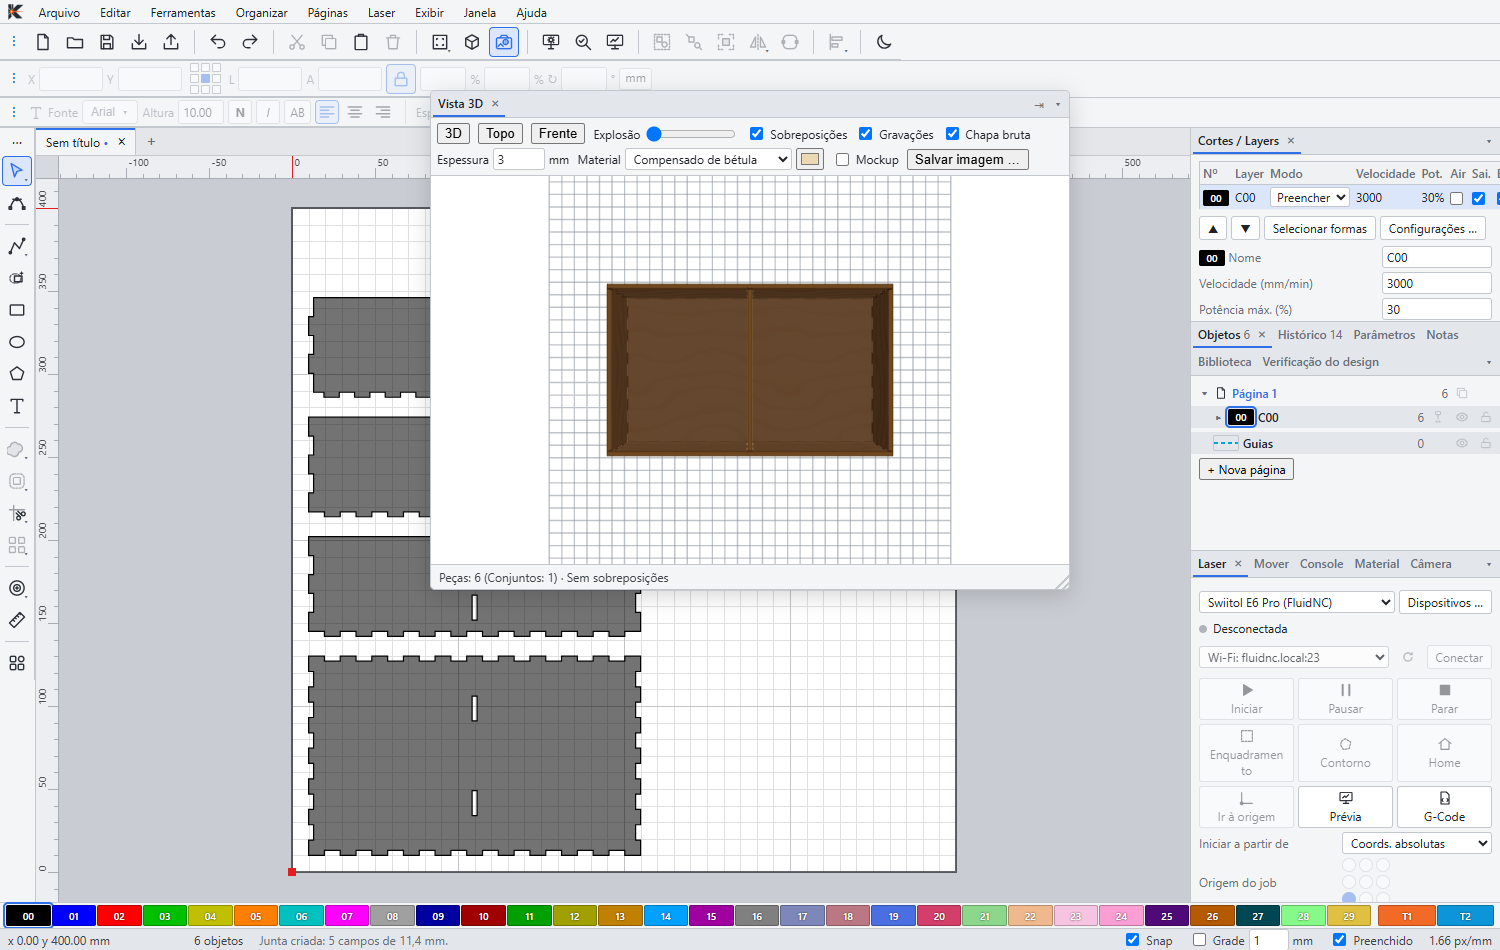 Arquivo Editar Ferramentas Organizar Páginas Laser Exibir Janela Ajuda
X Y L A % % ° mm
Fonte Arial Altura 10.00 N I AB Esp
Sem título • × +
Vista 3D ×
3D Topo Frente Explosão Sobreposições Gravações Chapa bruta
Espessura 3 mm Material Compensado de bétula Mockup Salvar imagem ...
-100 -50 0 50 500
400
350
300
250
200
150
100
50
0
Peças: 6 (Conjuntos: 1) · Sem sobreposições
Cortes / Layers ×
Nº Layer Modo Velocidade Pot. Air Sai.
00 C00 Preencher 3000 30%
▲ ▼ Selecionar formas Configurações ...
00 Nome C00
Velocidade (mm/min) 3000
Potência máx. (%) 30
Objetos 6 × Histórico 14 Parâmetros Notas
Biblioteca Verificação do design
Página 1 6
00 C00 6
Guias 0
+ Nova página
Laser × Mover Console Material Câmera
Swiitol E6 Pro (FluidNC) Dispositivos ...
Desconectada
Wi-Fi: fluidnc.local:23 Conectar
Iniciar Pausar Parar
Enquadramen
to Contorno Home
Ir à origem Prévia G-Code
Iniciar a partir de Coords. absolutas
Origem do job
00 01 02 03 04 05 06 07 08 09 10 11 12 13 14 15 16 17 18 19 20 21 22 23 24 25 26 27 28 29 T1 T2
x 0.00 y 400.00 mm 6 objetos Junta criada: 5 campos de 11,4 mm. Snap Grade 1 mm Preenchido 1.66 px/mm